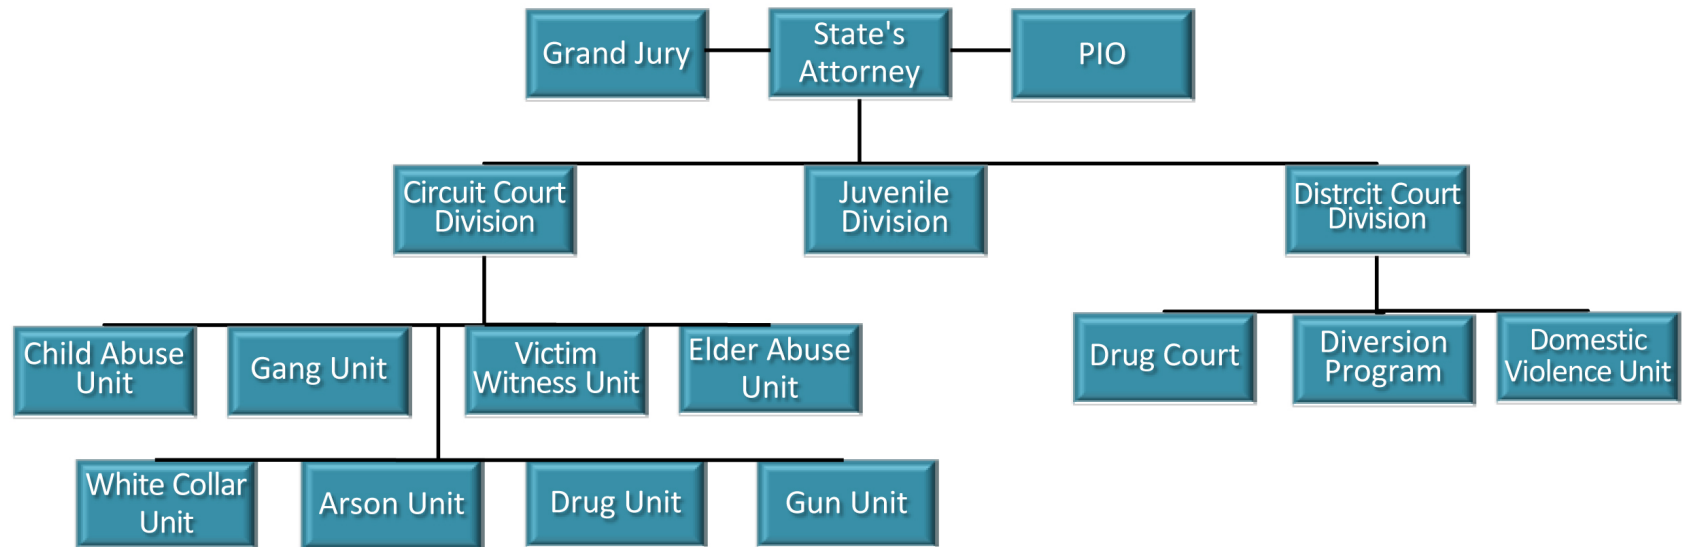 Grand Jury
State's
Attorney
PIO
Circuit Court
Division
Juvenile
Division
Distrcit Court
Division
Child Abuse
Unit
Gang Unit
Victim
Witness Unit
Elder Abuse
Unit
Drug Court
Diversion
Program
Domestic
Violence Unit
White Collar
Unit
Arson Unit
Drug Unit
Gun Unit